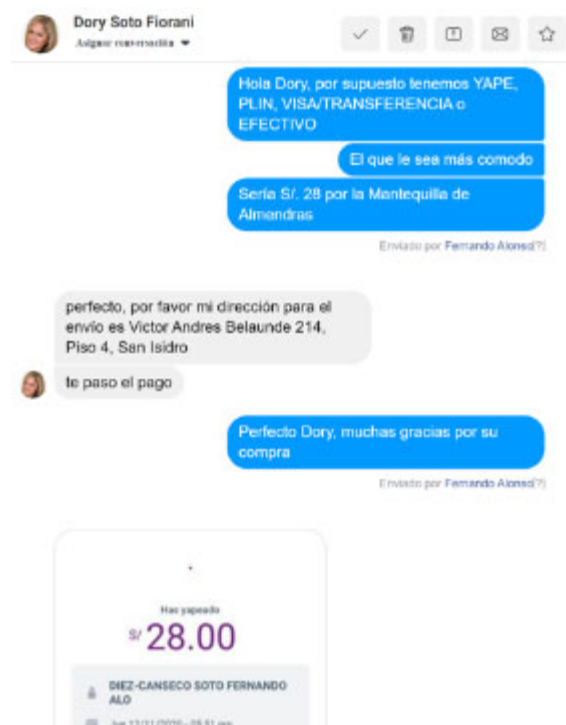 Dory Soto Fiorani
Asignar conversación
Hola Dory, por supuesto tenemos YAPE,
PLIN, VISA/TRANSFERENCIA o
EFECTIVO
El que le sea más comodo
Sería S/. 28 por la Mantequilla de
Almendras
Enviado por Fernando Alonso[?]
perfecto, por favor mi dirección para el
envío es Victor Andres Belaunde 214,
Piso 4, San Isidro
te paso el pago
Perfecto Dory, muchas gracias por su
compra
Enviado por Fernando Alonso[?]
Has yapeado
S/ 28.00
DIEZ-CANSECO SOTO FERNANDO
ALO